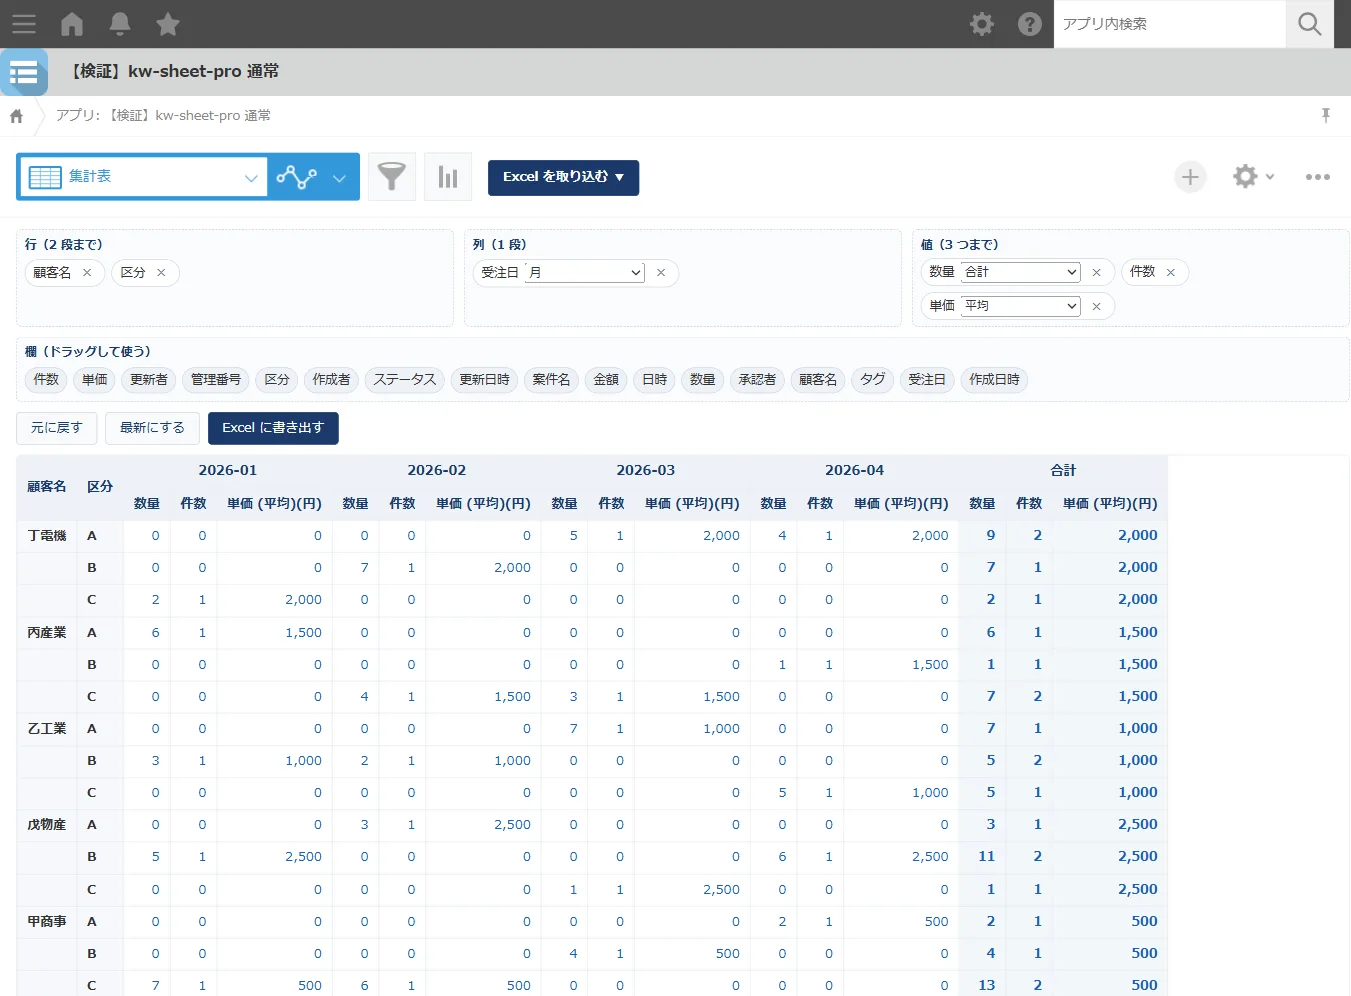 アプリ内検索
【検証】kw-sheet-pro 通常
アプリ: 【検証】kw-sheet-pro 通常
集計表
Excel を取り込む ▼
行（2 段まで）
顧客名 × 区分 ×
列（1 段）
受注日 月 ×
値（3 つまで）
数量 合計 × 件数 ×
単価 平均 ×
欄（ドラッグして使う）
件数 単価 更新者 管理番号 区分 作成者 ステータス 更新日時 案件名 金額 日時 数量 承認者 顧客名 タグ 受注日 作成日時
元に戻す 最新にする Excel に書き出す
顧客名 区分 2026-01 2026-02 2026-03 2026-04 合計
数量 件数 単価 (平均)(円) 数量 件数 単価 (平均)(円) 数量 件数 単価 (平均)(円) 数量 件数 単価 (平均)(円) 数量 件数 単価 (平均)(円)
丁電機 A 0 0 0 0 0 0 5 1 2,000 4 1 2,000 9 2 2,000
B 0 0 0 7 1 2,000 0 0 0 0 0 0 7 1 2,000
C 2 1 2,000 0 0 0 0 0 0 0 0 0 2 1 2,000
丙産業 A 6 1 1,500 0 0 0 0 0 0 0 0 0 6 1 1,500
B 0 0 0 0 0 0 0 0 0 1 1 1,500 1 1 1,500
C 0 0 0 4 1 1,500 3 1 1,500 0 0 0 7 2 1,500
乙工業 A 0 0 0 0 0 0 7 1 1,000 0 0 0 7 1 1,000
B 3 1 1,000 2 1 1,000 0 0 0 0 0 0 5 2 1,000
C 0 0 0 0 0 0 0 0 0 5 1 1,000 5 1 1,000
戊物産 A 0 0 0 3 1 2,500 0 0 0 0 0 0 3 1 2,500
B 5 1 2,500 0 0 0 0 0 0 6 1 2,500 11 2 2,500
C 0 0 0 0 0 0 1 1 2,500 0 0 0 1 1 2,500
甲商事 A 0 0 0 0 0 0 0 0 0 2 1 500 2 1 500
B 0 0 0 0 0 0 4 1 500 0 0 0 4 1 500
C 7 1 500 6 1 500 0 0 0 0 0 0 13 2 500